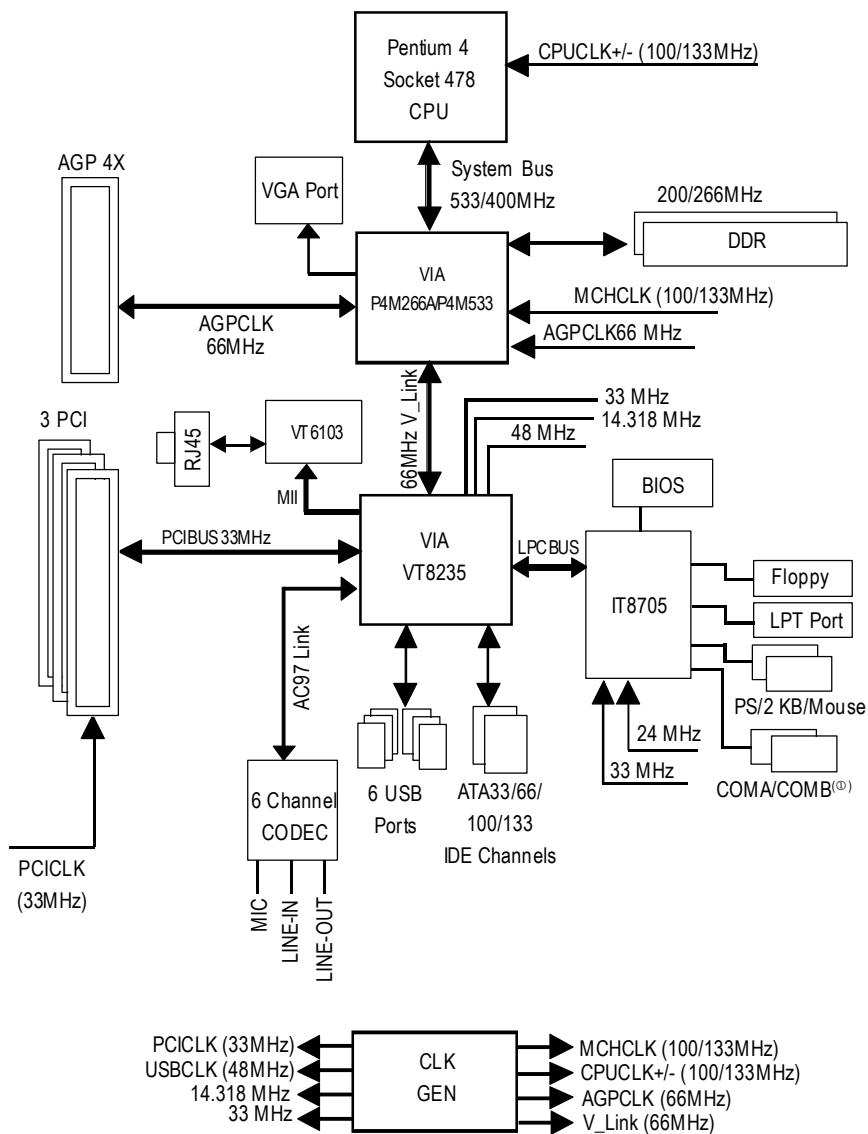 Pentium 4
Socket 478
CPU
CPUCLK+/- (100/133MHz)
AGP 4X
VGA Port
System Bus
533/400MHz
200/266MHz
DDR
VIA
P4M266A/P4M533
MCHCLK (100/133MHz)
AGPCLK
66MHz
AGPCLK66 MHz
66MHz V_Link
33 MHz
14.318 MHz
48 MHz
3 PCI
RJ45
VT6103
MII
BIOS
PCIBUS33MHz
VIA
VT8235
LPCBUS
IT8705
Floppy
LPT Port
PS/2 KB/Mouse
AC97 Link
24 MHz
33 MHz
COMA/COMB(①)
6 Channel
CODEC
6 USB
Ports
ATA33/66/
100/133
IDE Channels
PCICLK
(33MHz)
MIC
LINE-IN
LINE-OUT
CLK
GEN
PCICLK (33MHz)
USBCLK (48MHz)
14.318 MHz
33 MHz
MCHCLK (100/133MHz)
CPUCLK+/- (100/133MHz)
AGPCLK (66MHz)
V_Link (66MHz)